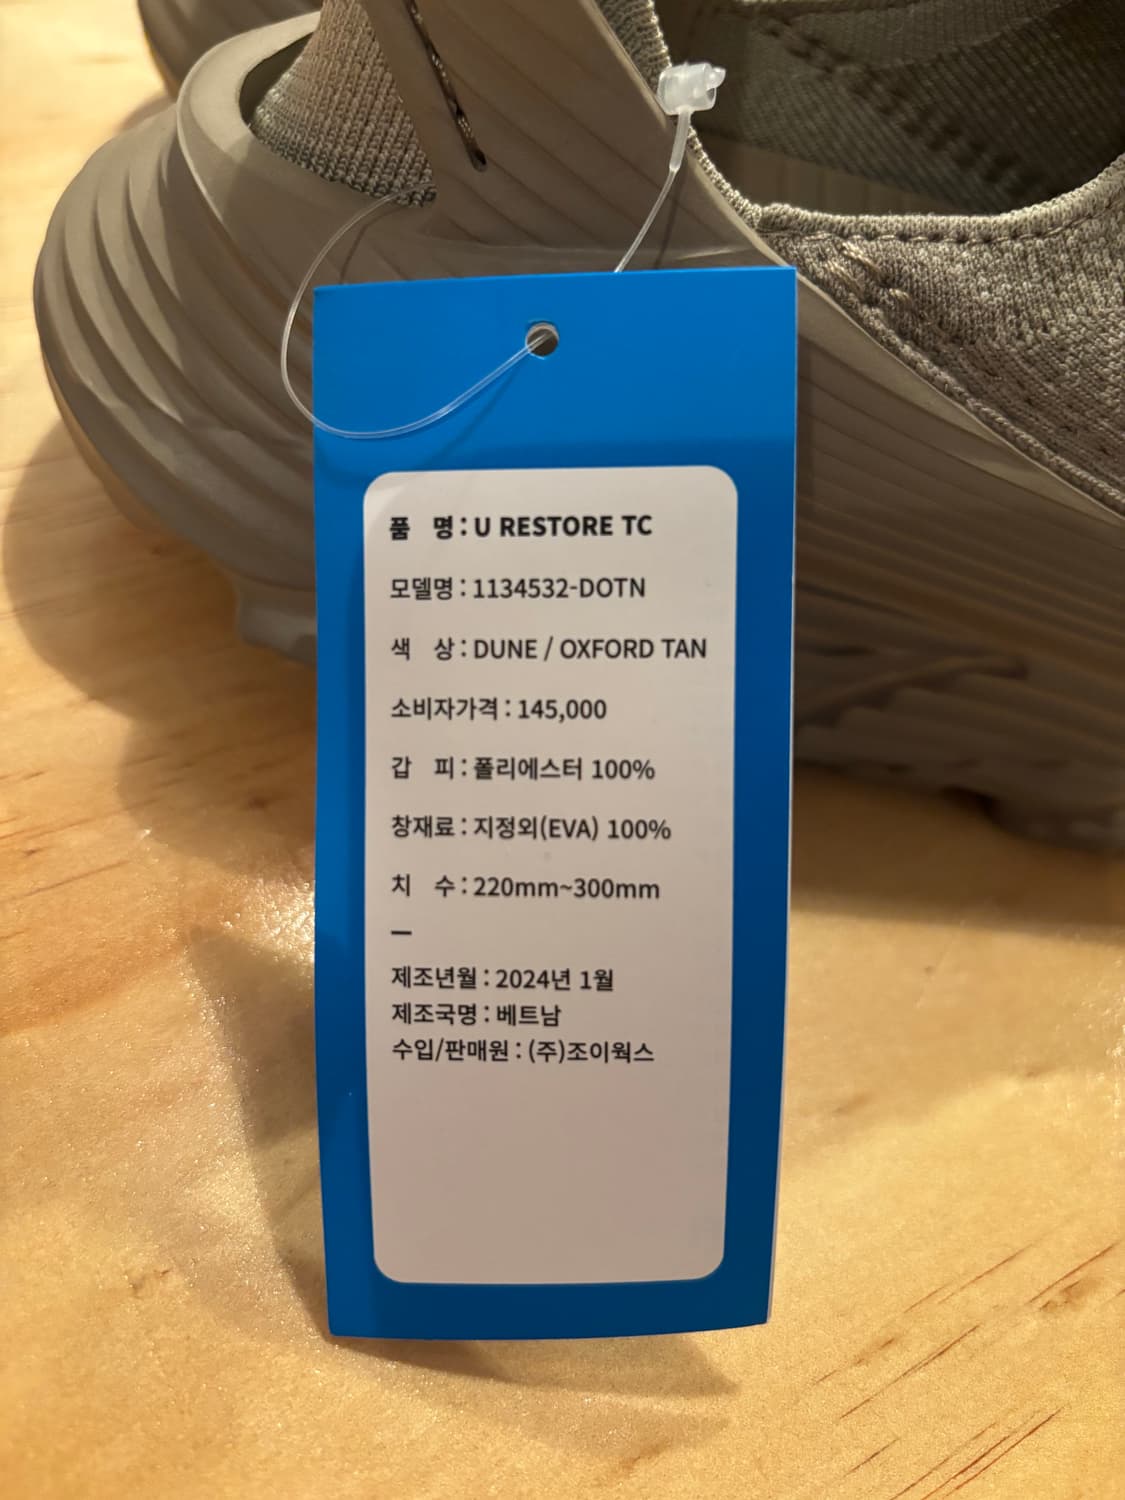 품 명 : U RESTORE TC
모델명 : 1134532-DOTN
색 상 : DUNE / OXFORD TAN
소비자가격 : 145,000
갑 피 : 폴리에스터 100%
창재료 : 지정외(EVA) 100%
치 수 : 220mm~300mm
—
제조년월 : 2024년 1월
제조국명 : 베트남
수입/판매원 : (주)조이웍스